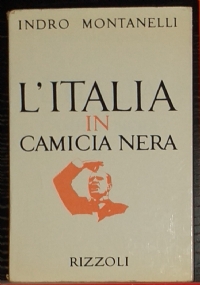 INDRO MONTANELLI
L'ITALIA
IN
CAMICIA NERA
RIZZOLI